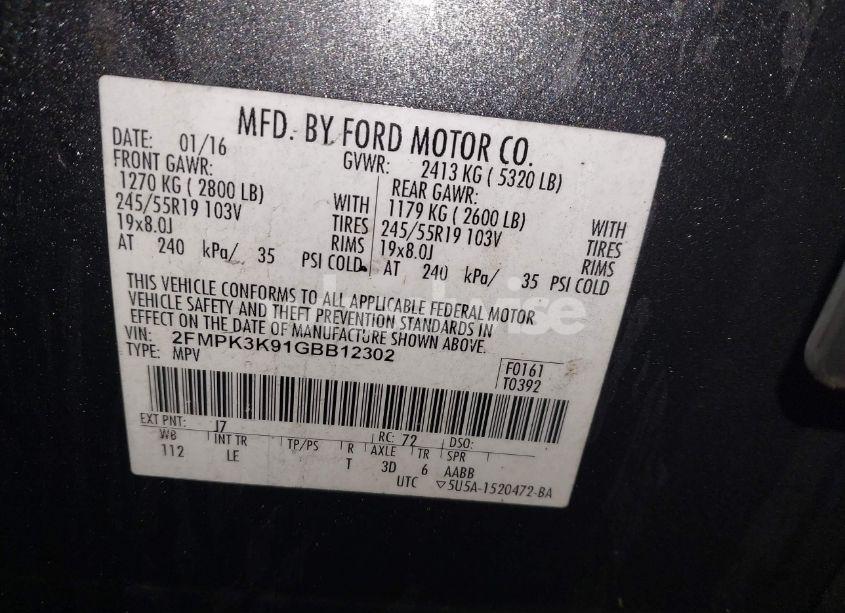 MFD. BY FORD MOTOR CO.
DATE: 01/16
GVWR: 2413 KG ( 5320 LB)
FRONT GAWR:
1270 KG ( 2800 LB)
245/55R19 103V
19x8.0J
WITH
TIRES
RIMS
AT 240 kPa/ 35 PSI COLD
REAR GAWR:
1179 KG ( 2600 LB)
245/55R19 103V
19x8.0J
WITH
TIRES
RIMS
AT 240 kPa/ 35 PSI COLD
THIS VEHICLE CONFORMS TO ALL APPLICABLE FEDERAL MOTOR
VEHICLE SAFETY AND THEFT PREVENTION STANDARDS IN
EFFECT ON THE DATE OF MANUFACTURE SHOWN ABOVE.
VIN: 2FMPK3K91GBB12302
TYPE: MPV
F0161
T0392
EXT PNT: J7 RC: 72 DSO:
WB INT TR TP/PS R AXLE TR SPR
112 LE T 3D 6 AABB
UTC ▽5U5A-1520472-BA